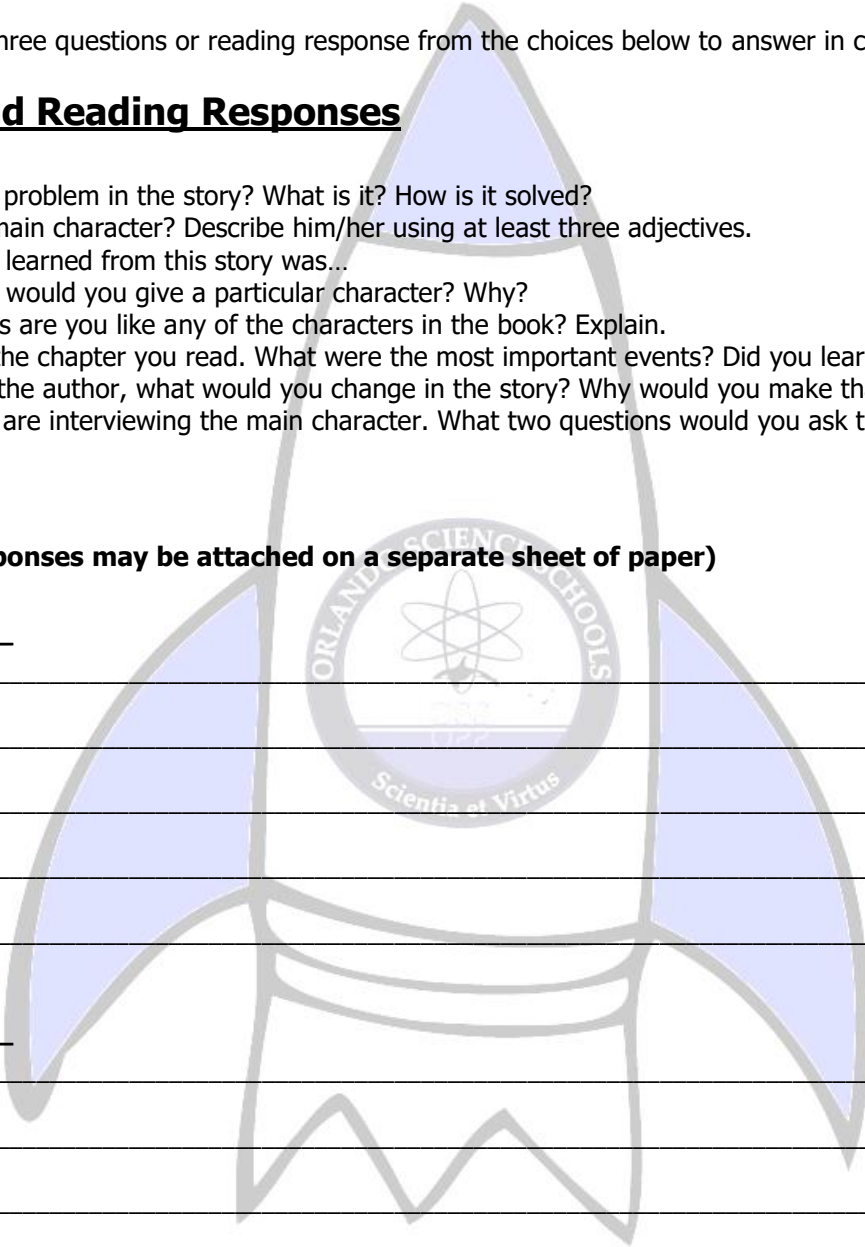 hree questions or reading response from the choices below to answer in c
d Reading Responses
problem in the story? What is it? How is it solved?
nain character? Describe him/her using at least three adjectives.
learned from this story was…
would you give a particular character? Why?
s are you like any of the characters in the book? Explain.
he chapter you read. What were the most important events? Did you lear
the author, what would you change in the story? Why would you make th
are interviewing the main character. What two questions would you ask t
ponses may be attached on a separate sheet of paper)
ORLANDO SCIENCE SCHOOLS
Scientia et Virtus